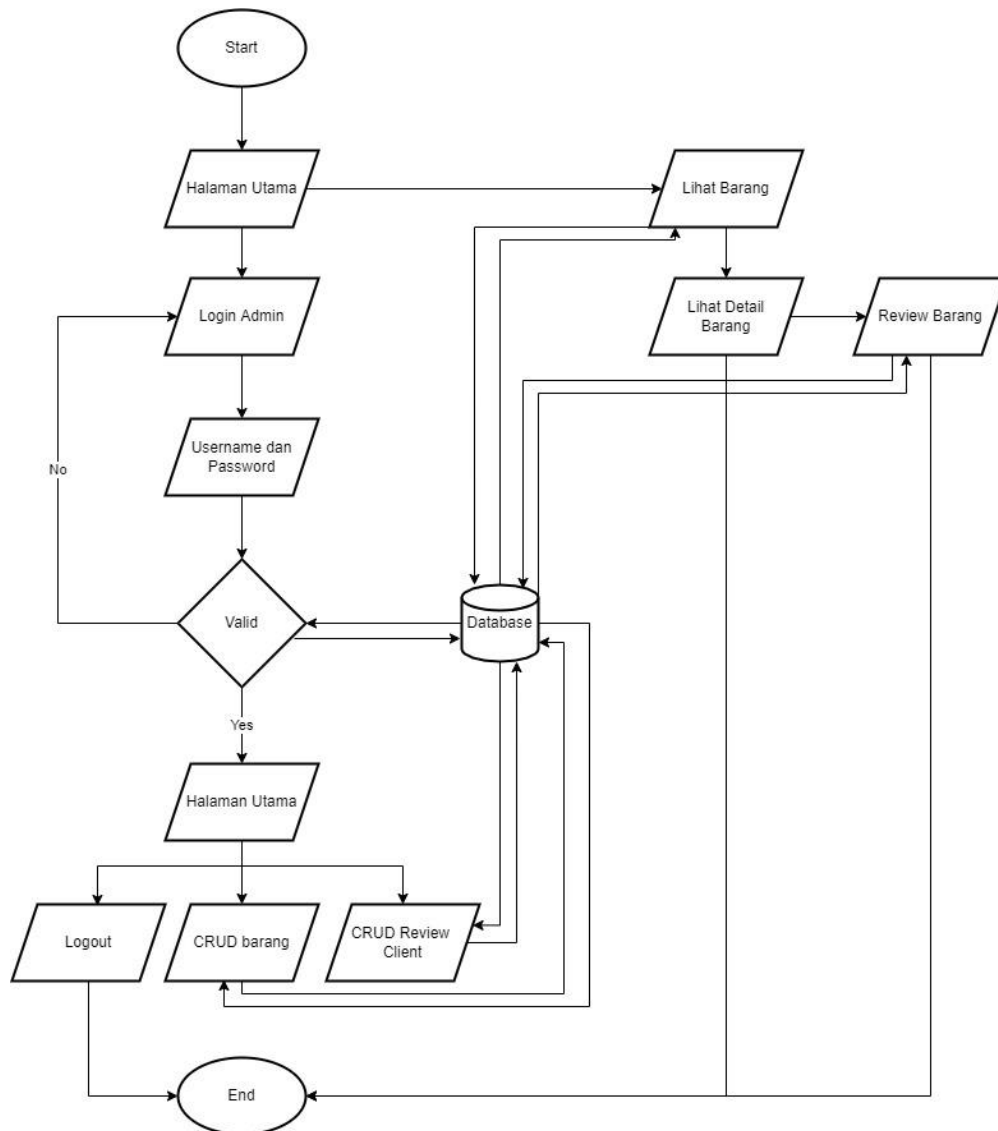 Start
Halaman Utama
Lihat Barang
Login Admin
Lihat Detail
Barang
Review Barang
Username dan
Password
No
Valid
Database
Yes
Halaman Utama
Logout
CRUD barang
CRUD Review
Client
End